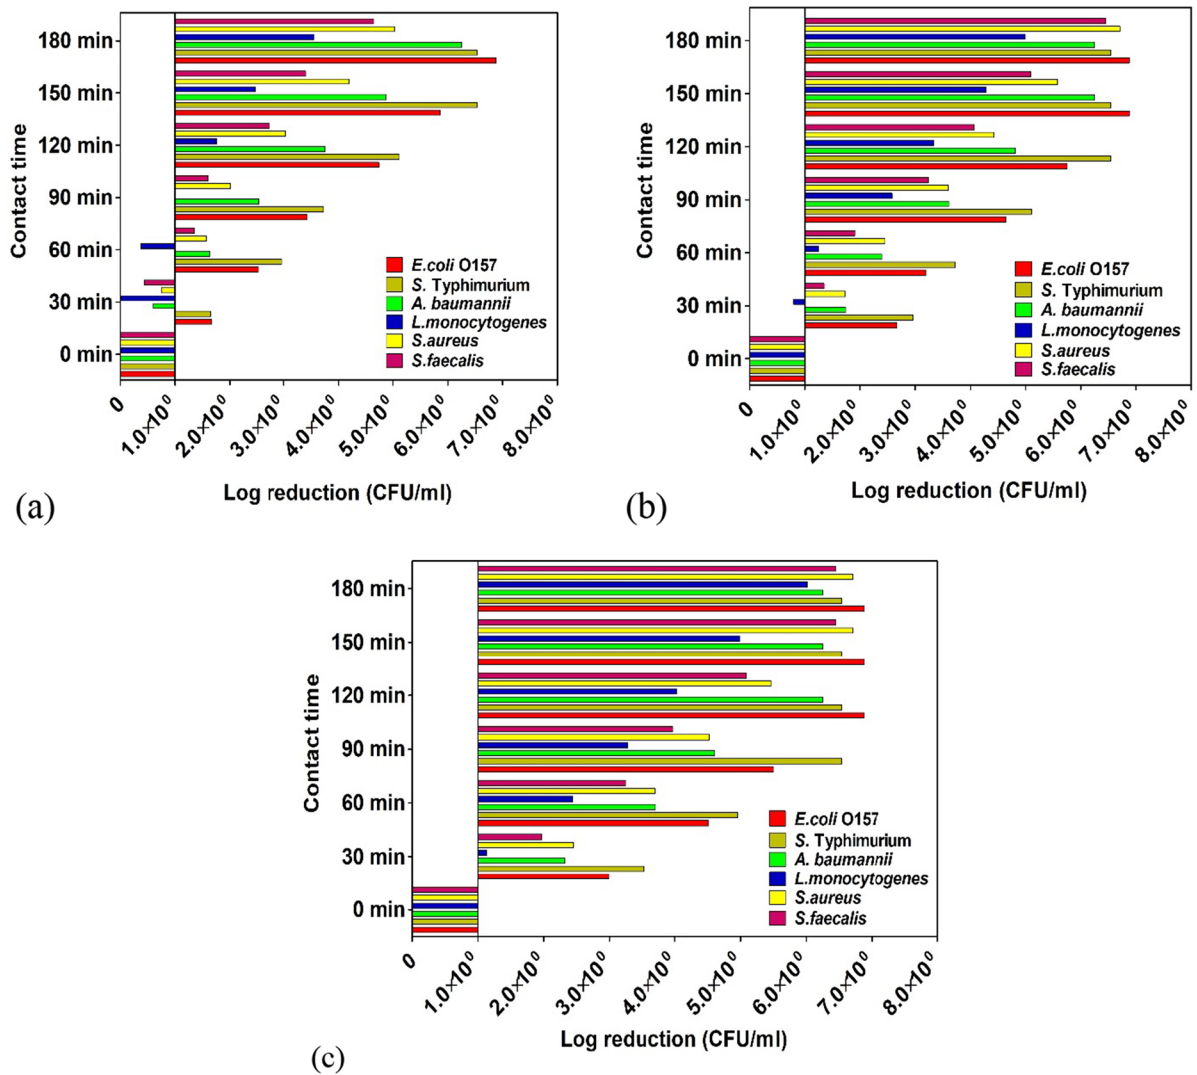 180 min
150 min
120 min
90 min
60 min
30 min
0 min
Contact time
E.coli O157
S. Typhimurium
A. baumannii
L.monocytogenes
S.aureus
S.faecalis
0
1.0×10⁰
2.0×10⁰
3.0×10⁰
4.0×10⁰
5.0×10⁰
6.0×10⁰
7.0×10⁰
8.0×10⁰
Log reduction (CFU/ml)
(a)
180 min
150 min
120 min
90 min
60 min
30 min
0 min
Contact time
E.coli O157
S. Typhimurium
A. baumannii
L.monocytogenes
S.aureus
S.faecalis
0
1.0×10⁰
2.0×10⁰
3.0×10⁰
4.0×10⁰
5.0×10⁰
6.0×10⁰
7.0×10⁰
8.0×10⁰
Log reduction (CFU/ml)
(b)
180 min
150 min
120 min
90 min
60 min
30 min
0 min
Contact time
E.coli O157
S. Typhimurium
A. baumannii
L.monocytogenes
S.aureus
S.faecalis
0
1.0×10⁰
2.0×10⁰
3.0×10⁰
4.0×10⁰
5.0×10⁰
6.0×10⁰
7.0×10⁰
8.0×10⁰
Log reduction (CFU/ml)
(c)